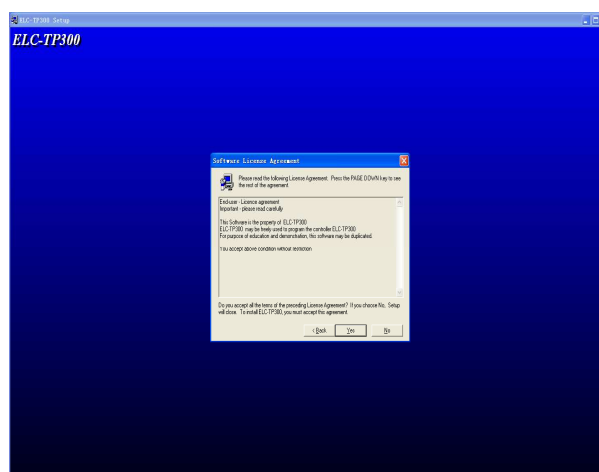 ELC-TP300 Setup
ELC-TP300
Software License Agreement
Please read the following License Agreement. Press the PAGE DOWN key to see
the rest of the agreement.
End-user - Licence agreement
Important - please read carefully
This Software is the property of ELC-TP300
ELC-TP300 may be freely used to program the controller ELC-TP300
For purpose of education and demonstration, this software may be duplicated.
You accept above condition without restriction
Do you accept all the terms of the preceding License Agreement? If you choose No, Setup
will close. To install ELC-TP300, you must accept this agreement.
< Back Yes No